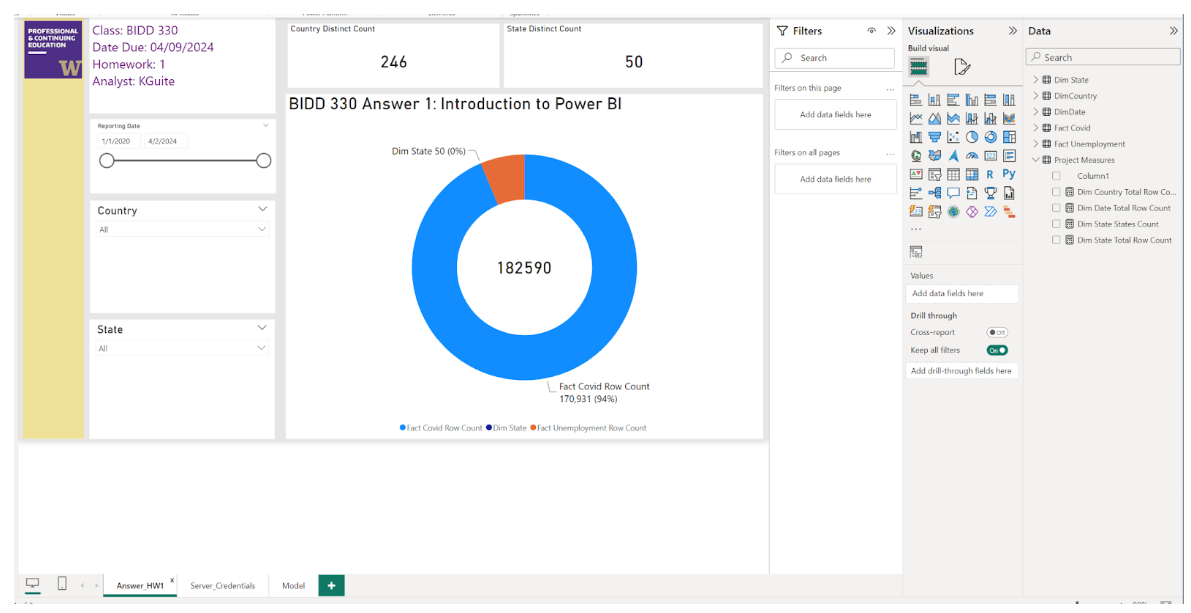 PROFESSIONAL
& CONTINUING
EDUCATION
W
Class: BIDD 330
Date Due: 04/09/2024
Homework: 1
Analyst: KGuite
Reporting Date
1/1/2020 4/2/2024
Country
All
State
All
Country Distinct Count
246
State Distinct Count
50
BIDD 330 Answer 1: Introduction to Power BI
Dim State 50 (0%)
182590
Fact Covid Row Count
170,931 (94%)
Fact Covid Row Count Dim State Fact Unemployment Row Count
Filters
Search
Filters on this page
...
Add data fields here
Filters on all pages
...
Add data fields here
Visualizations
Build visual
R Py
...
Values
Add data fields here
Drill through
Cross-report Off
Keep all filters On
Add drill-through fields here
Data
Search
Dim State
DimCountry
DimDate
Fact Covid
Fact Unemployment
Project Measures
Column1
Dim Country Total Row Co...
Dim Date Total Row Count
Dim State States Count
Dim State Total Row Count
Answer_HW1 x Server_Credentials Model +